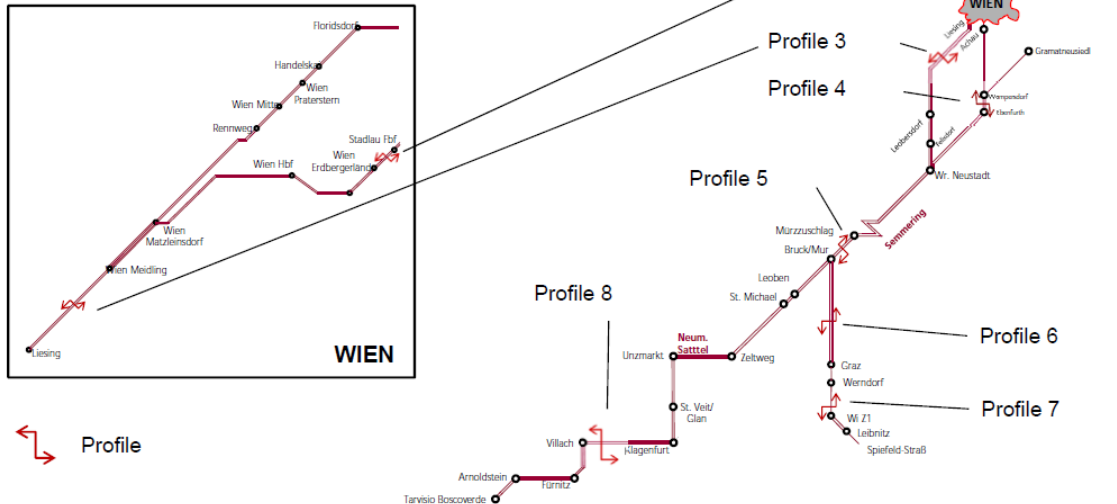 Floridsdorf
Handelskai
Wien
Praterstern
Wien Mitte
Rennweg
Stadlau Fbf
Wien
Erdbergerländ
Wien Hbf
Wien
Matzleinsdorf
Wien Meidling
Liesing
WIEN
Profile
WIEN
Liesing
Achau
Gramatneusiedl
Profile 3
Profile 4
Wampersdorf
Ebenfurth
Leobersdorf
Felixdorf
Wr. Neustadt
Profile 5
Semmering
Mürzzuschlag
Bruck/Mur
Leoben
St. Michael
Profile 8
Profile 6
Neum.
Satttel
Unzmarkt
Zeltweg
Graz
Werndorf
Profile 7
St. Veit/
Glan
Wi Z1
Leibnitz
Spiefeld-Straß
Villach
Klagenfurt
Arnoldstein
Fürnitz
Tarvisio Boscoverde